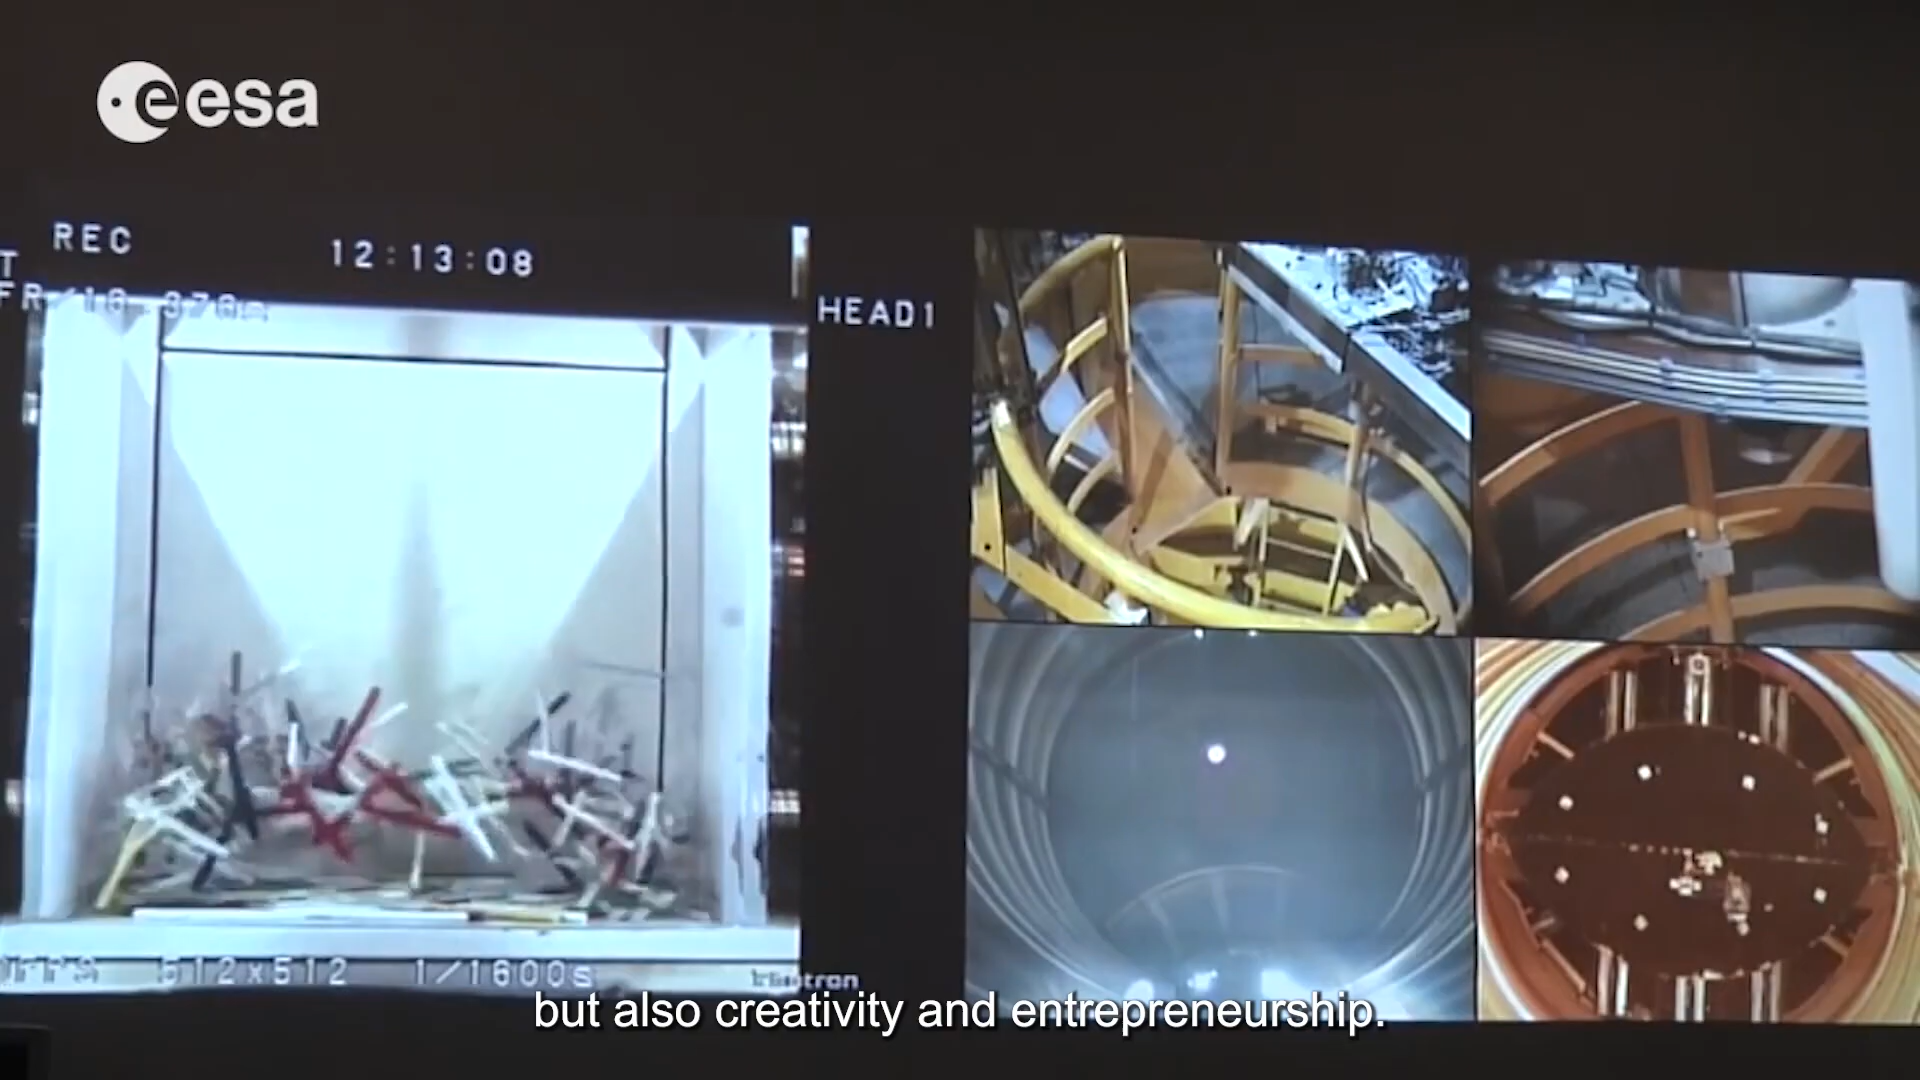 esa
REC
12:13:08
HEAD1
512x512 1/1600s
but also creativity and entrepreneurship.